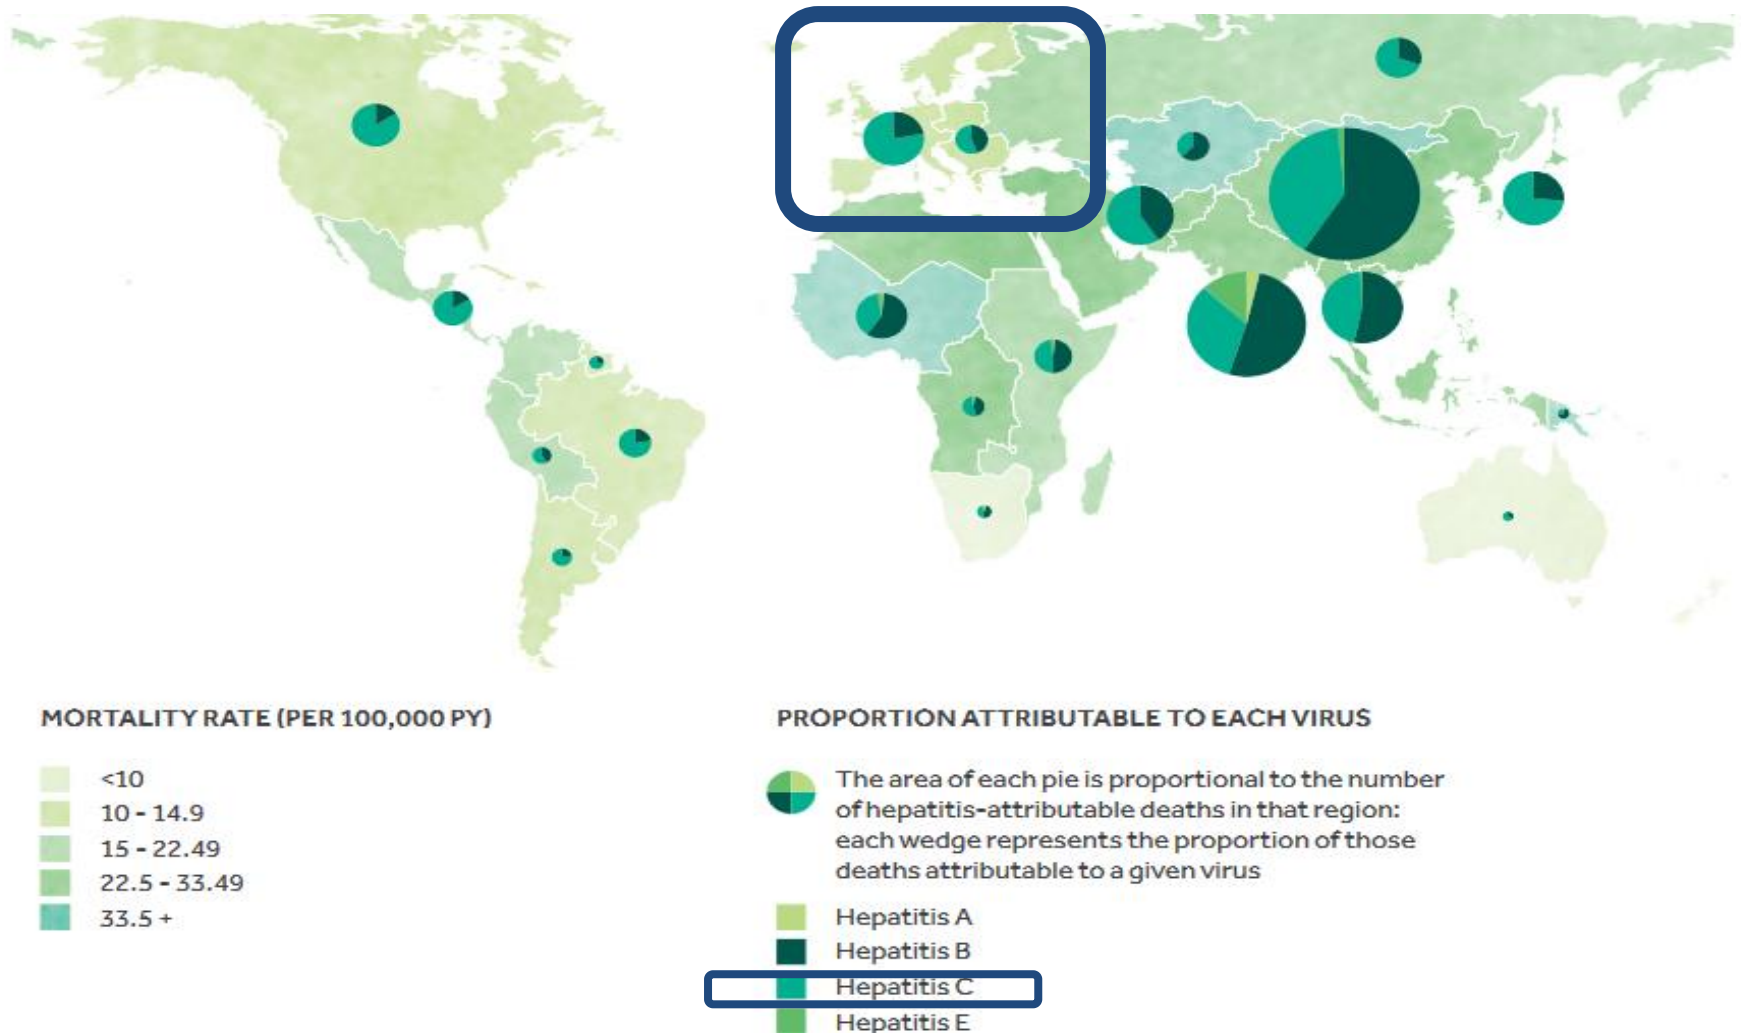 MORTALITY RATE (PER 100,000 PY)
<10
10 - 14.9
15 - 22.49
22.5 - 33.49
33.5 +
PROPORTION ATTRIBUTABLE TO EACH VIRUS
The area of each pie is proportional to the number
of hepatitis-attributable deaths in that region:
each wedge represents the proportion of those
deaths attributable to a given virus
Hepatitis A
Hepatitis B
Hepatitis C
Hepatitis E